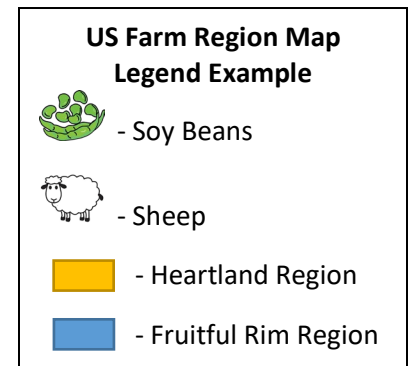 US Farm Region Map
Legend Example
- Soy Beans
- Sheep
- Heartland Region
- Fruitful Rim Region